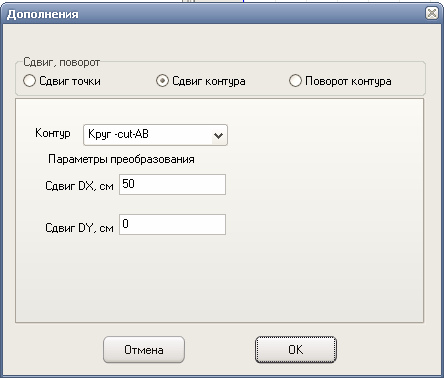 Дополнения
Сдвиг, поворот
Сдвиг точки Сдвиг контура Поворот контура
Контур Круг -cut-AB
Параметры преобразования
Сдвиг DX, см 50
Сдвиг DY, см 0
Отмена OK